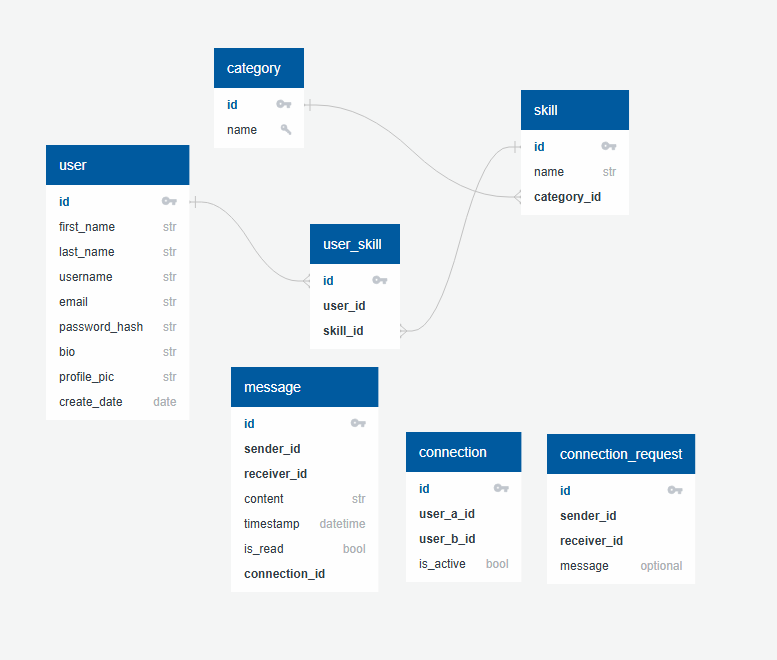 category
id
name
skill
id
name str
category_id
user
id
first_name str
last_name str
username str
email str
password_hash str
bio str
profile_pic str
create_date date
user_skill
id
user_id
skill_id
message
id
sender_id
receiver_id
content str
timestamp datetime
is_read bool
connection_id
connection
id
user_a_id
user_b_id
is_active bool
connection_request
id
sender_id
receiver_id
message optional